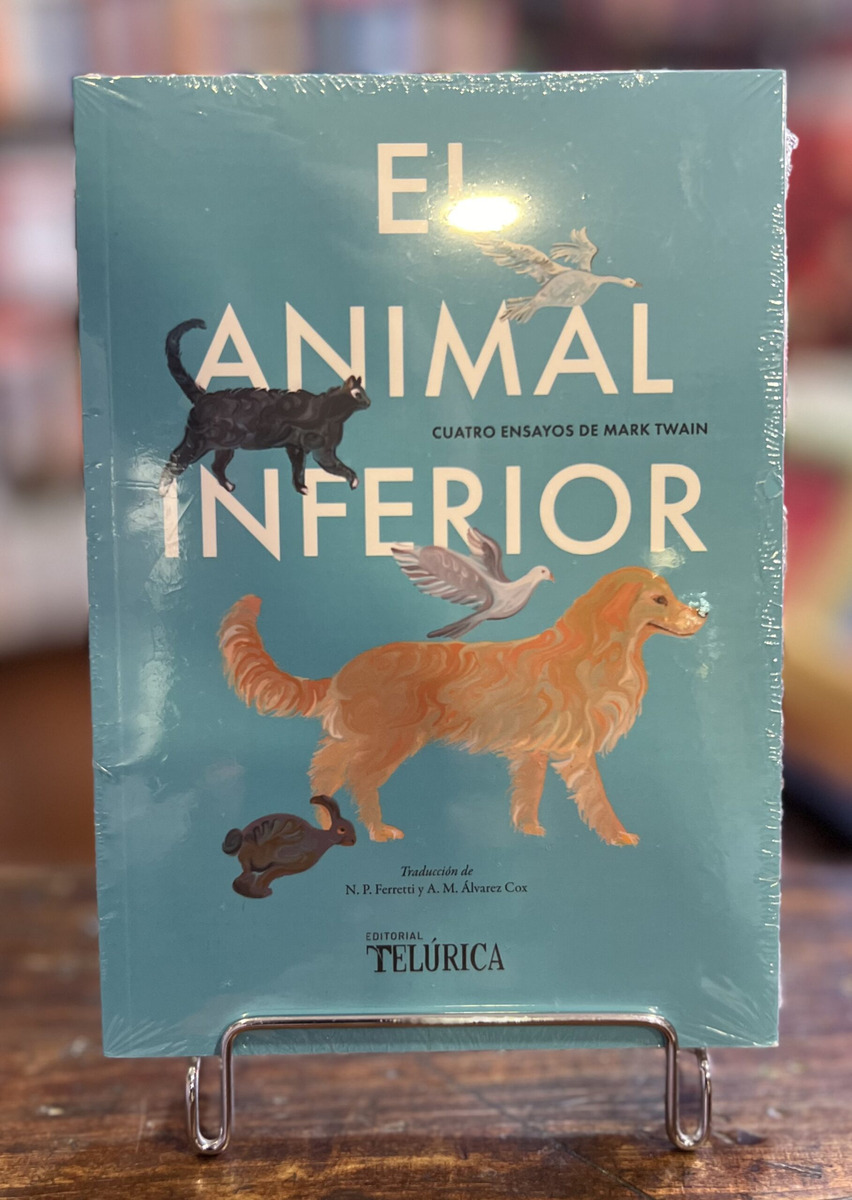 EL
ANIMAL
CUATRO ENSAYOS DE MARK TWAIN
INFERIOR
Traducción de
N. P. Ferretti y A. M. Álvarez Cox
EDITORIAL
TELÚRICA